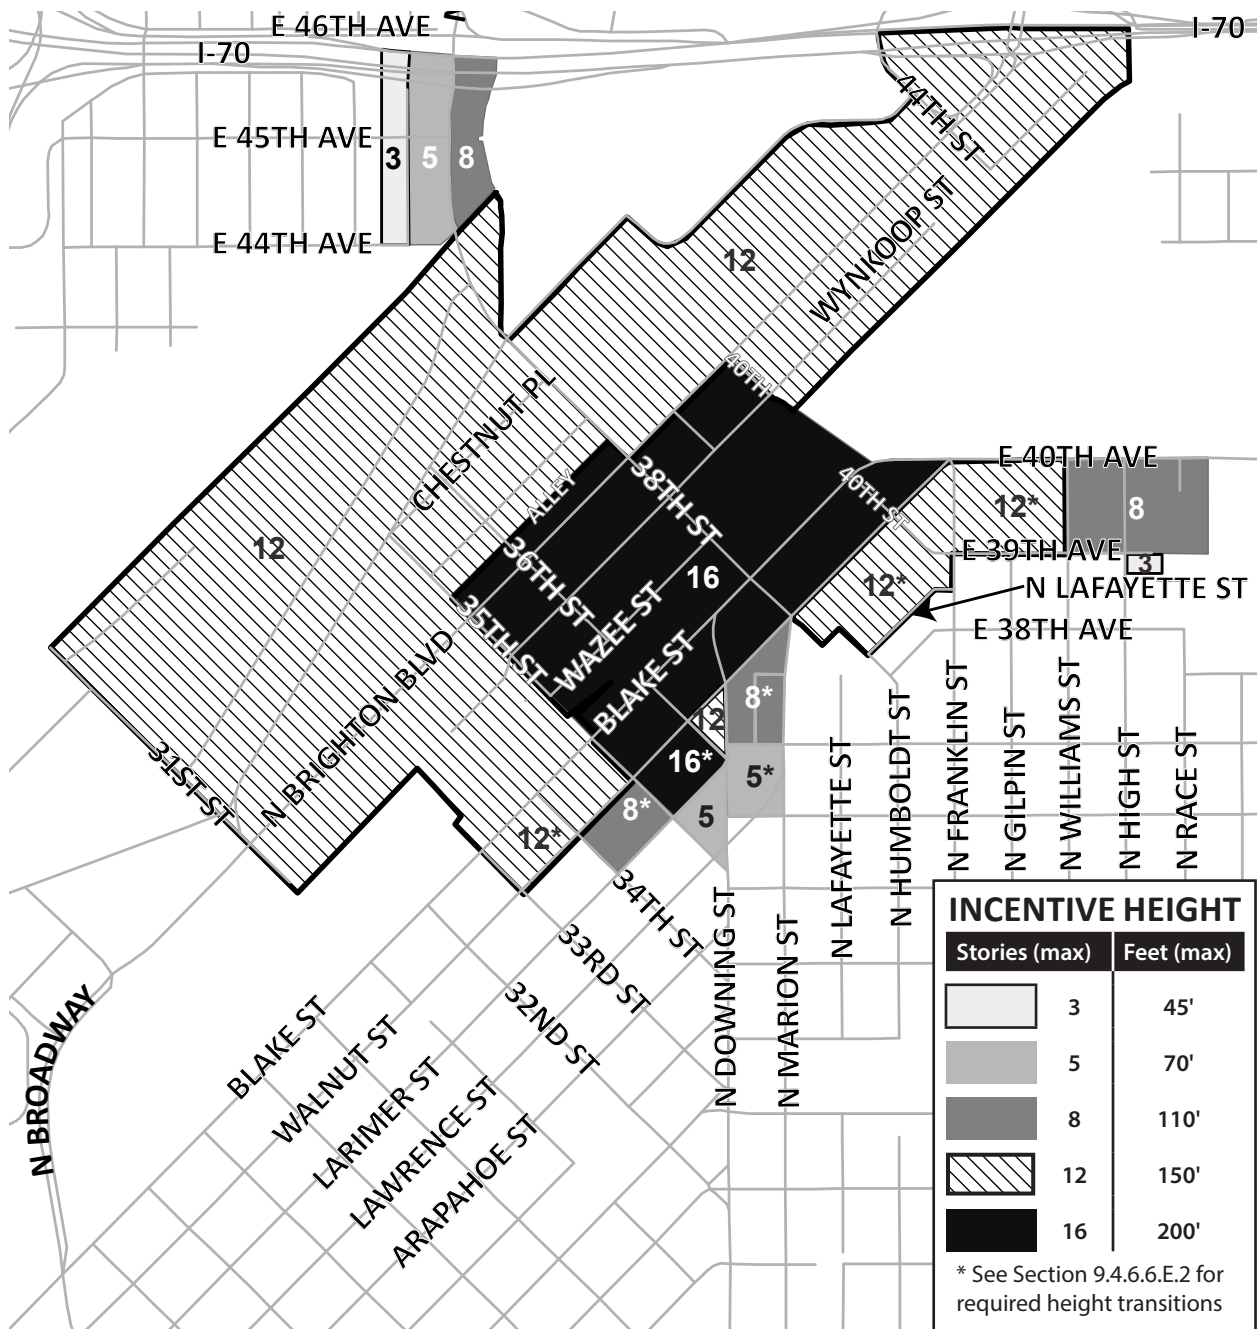 E 46TH AVE
I-70
I-70
E 45TH AVE
3
5
8
44TH ST
E 44TH AVE
12
WYNKOOP ST
40TH
CHESTNUT PL
ALLEY
38TH ST
40TH ST
E 40TH AVE
12*
8
12
36TH ST
16
E 39TH AVE
3
12*
N LAFAYETTE ST
35TH ST
WAZEE ST
E 38TH AVE
BLAKE ST
N BRIGHTON BLVD
8*
12
31ST ST
16*
5*
8*
5
12*
N LAFAYETTE ST
N HUMBOLDT ST
N FRANKLIN ST
N GILPIN ST
N WILLIAMS ST
N HIGH ST
N RACE ST
34TH ST
33RD ST
32ND ST
N DOWNING ST
N MARION ST
N BROADWAY
BLAKE ST
WALNUT ST
LARIMER ST
LAWRENCE ST
ARAPAHOE ST
INCENTIVE HEIGHT
Stories (max) Feet (max)
3 45'
5 70'
8 110'
12 150'
16 200'
* See Section 9.4.6.6.E.2 for
required height transitions